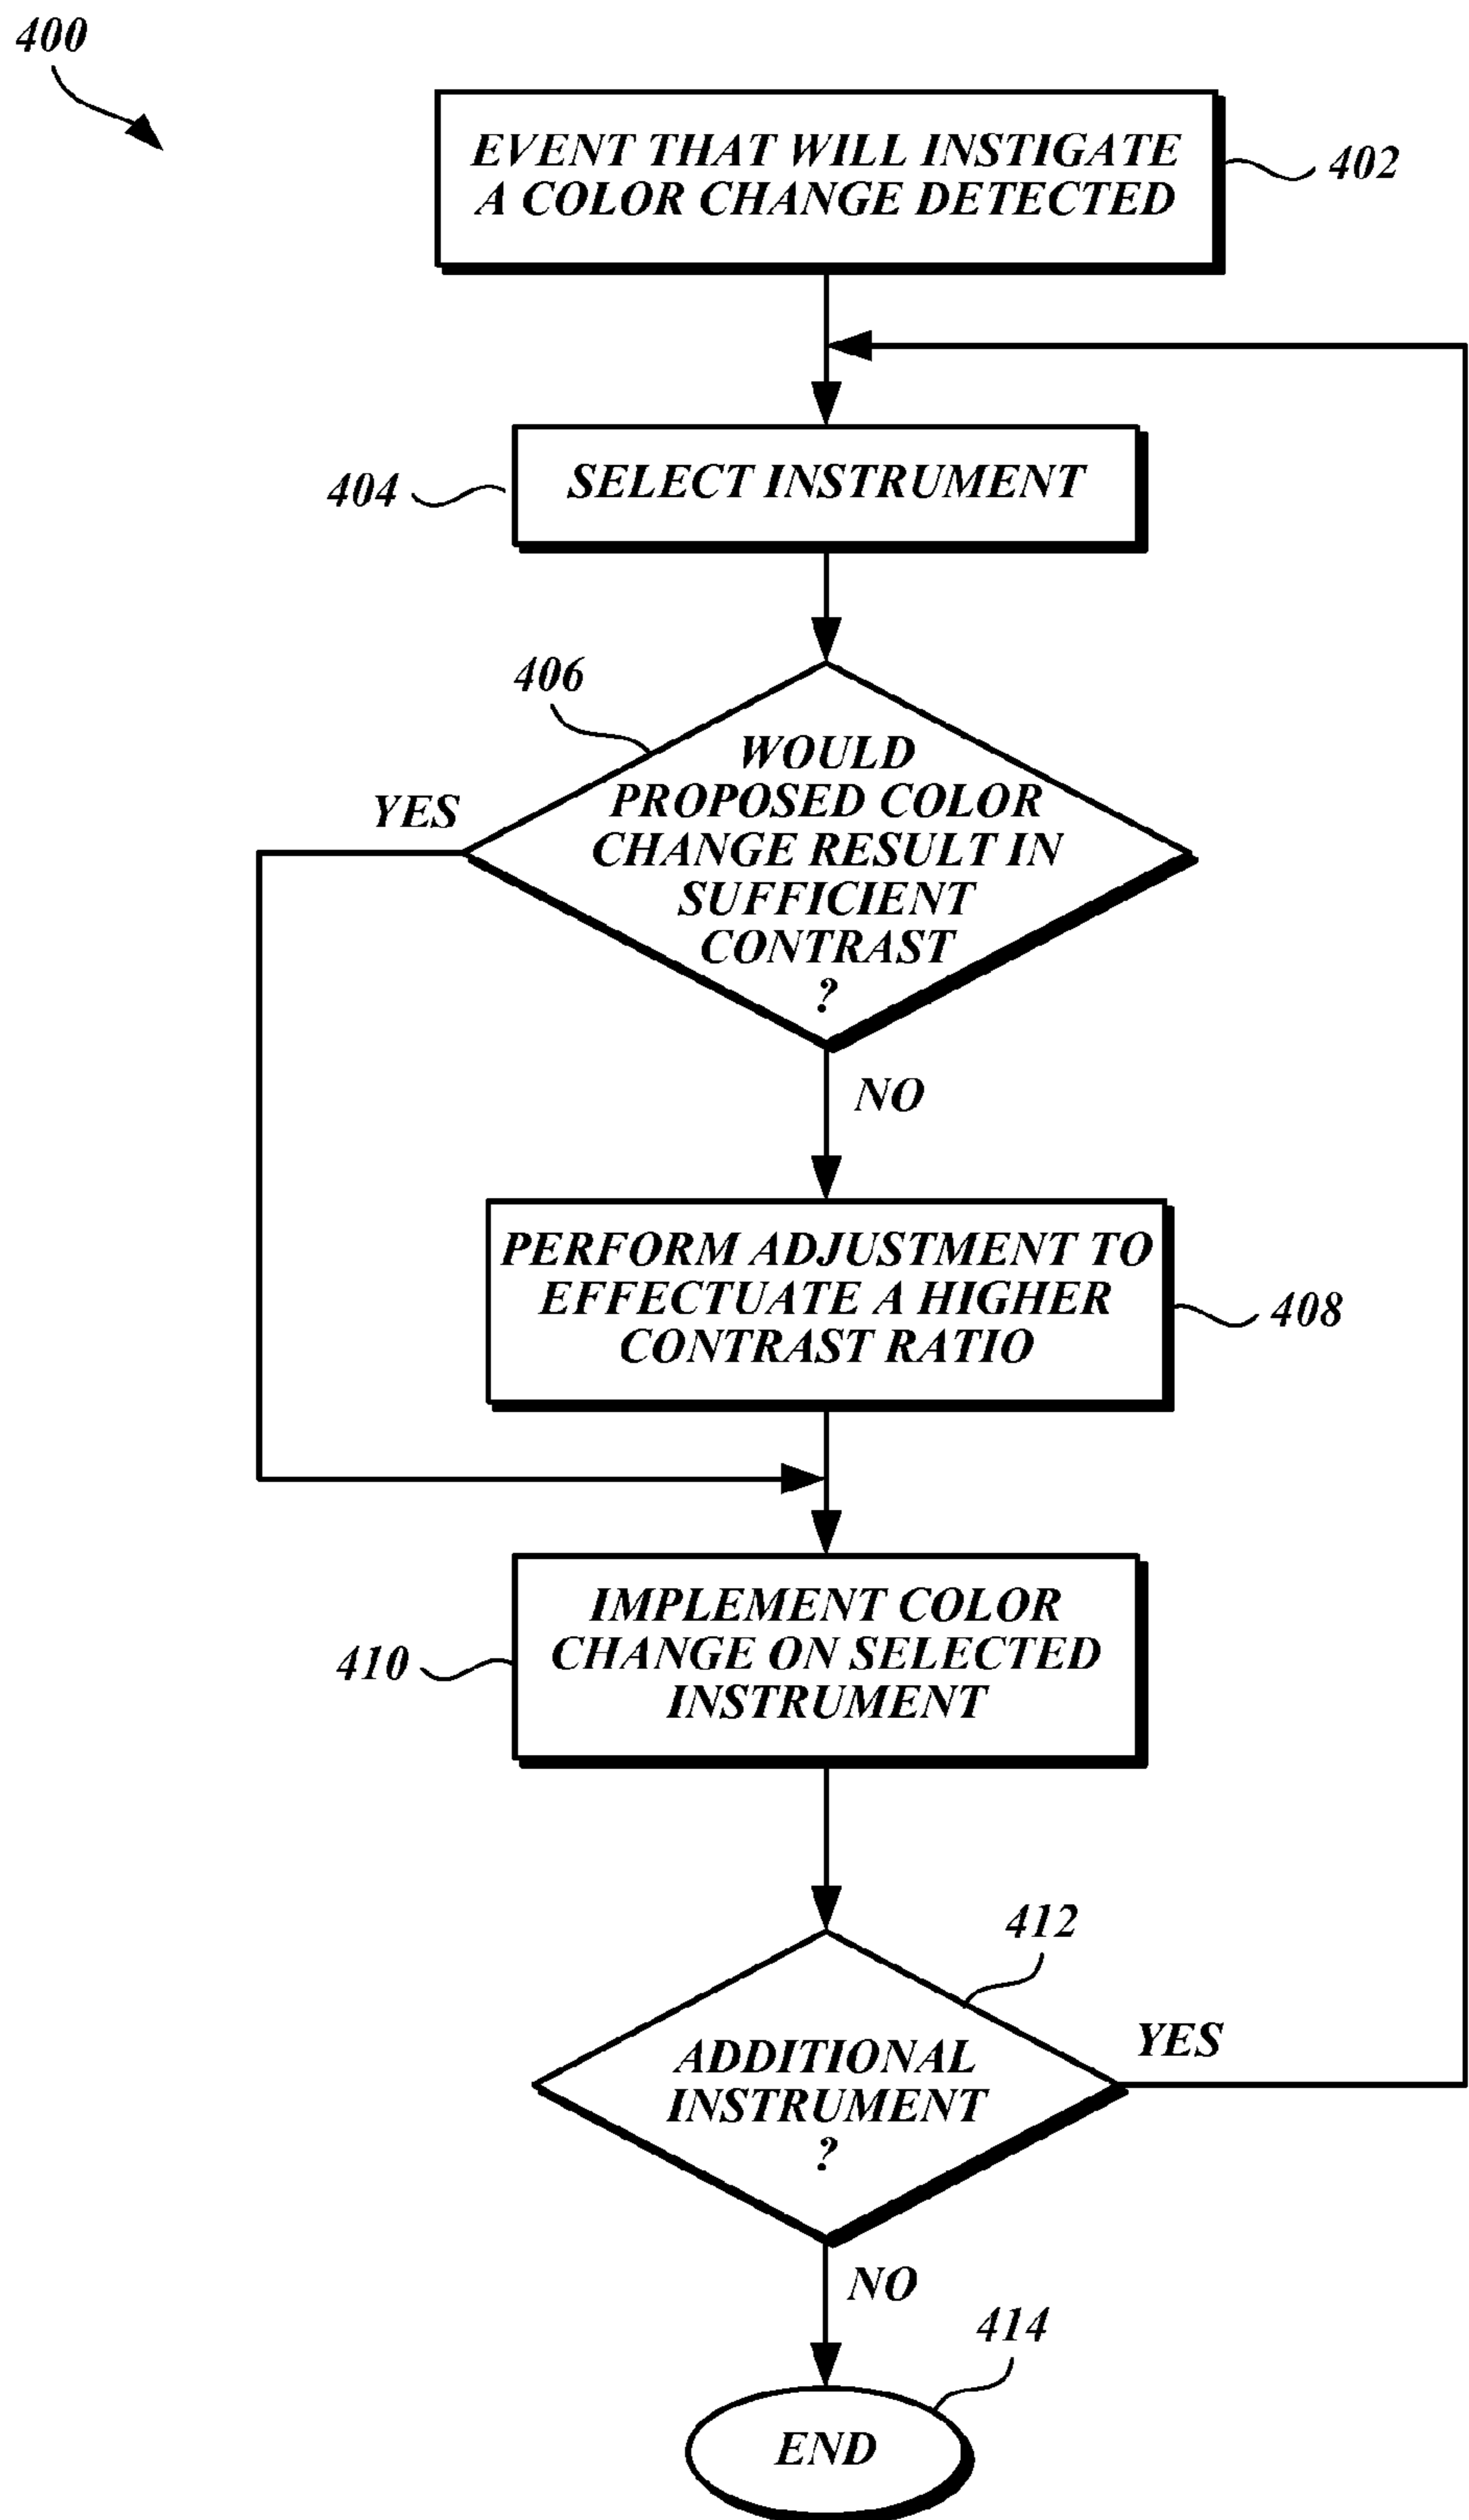 400
EVENT THAT WILL INSTIGATE
A COLOR CHANGE DETECTED
402
SELECT INSTRUMENT
404
406
WOULD
PROPOSED COLOR
CHANGE RESULT IN
SUFFICIENT
CONTRAST
?
YES
NO
PERFORM ADJUSTMENT TO
EFFECTUATE A HIGHER
CONTRAST RATIO
408
IMPLEMENT COLOR
CHANGE ON SELECTED
INSTRUMENT
410
412
ADDITIONAL
INSTRUMENT
?
YES
NO
414
END